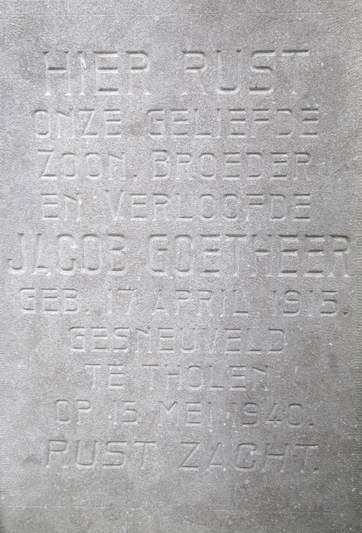 HIER RUST
ONZE GELIEFDE
ZOON, BROEDER
EN VERLOOFDE
JACOB GOETHEER
GEB. 17 APRIL 1915.
GESNEUVELD
TE THOLEN
OP 15 MEI 1940.
RUST ZACHT.